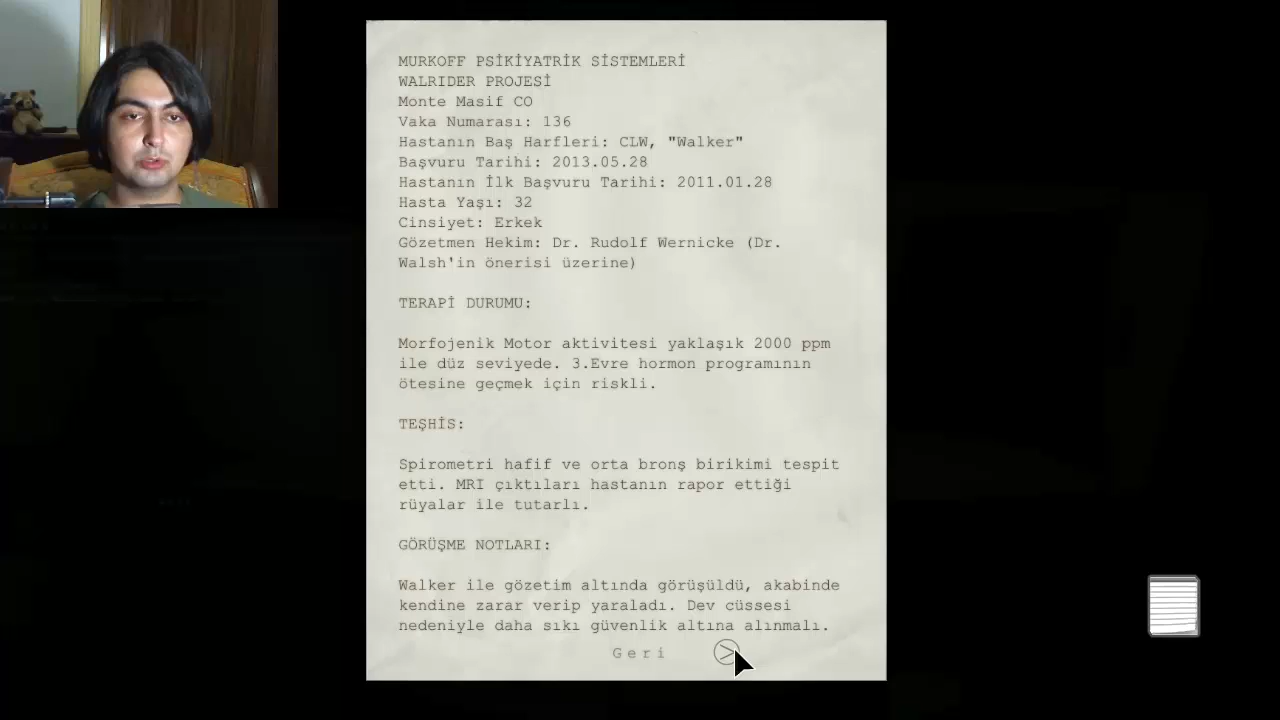 MURKOFF PSİKİYATRİK SİSTEMLERİ
WALRIDER PROJESİ
Monte Masif CO
Vaka Numarası: 136
Hastanın Baş Harfleri: CLW, "Walker"
Başvuru Tarihi: 2013.05.28
Hastanın İlk Başvuru Tarihi: 2011.01.28
Hasta Yaşı: 32
Cinsiyet: Erkek
Gözetmen Hekim: Dr. Rudolf Wernicke (Dr.
Walsh'in önerisi üzerine)
TERAPİ DURUMU:
Morfojenik Motor aktivitesi yaklaşık 2000 ppm
ile düz seviyede. 3.Evre hormon programının
ötesine geçmek için riskli.
TEŞHİS:
Spirometri hafif ve orta bronş birikimi tespit
etti. MRI çıktıları hastanın rapor ettiği
rüyalar ile tutarlı.
GÖRÜŞME NOTLARI:
Walker ile gözetim altında görüşüldü, akabinde
kendine zarar verip yaraladı. Dev cüssesi
nedeniyle daha sıkı güvenlik altına alınmalı.
Geri >